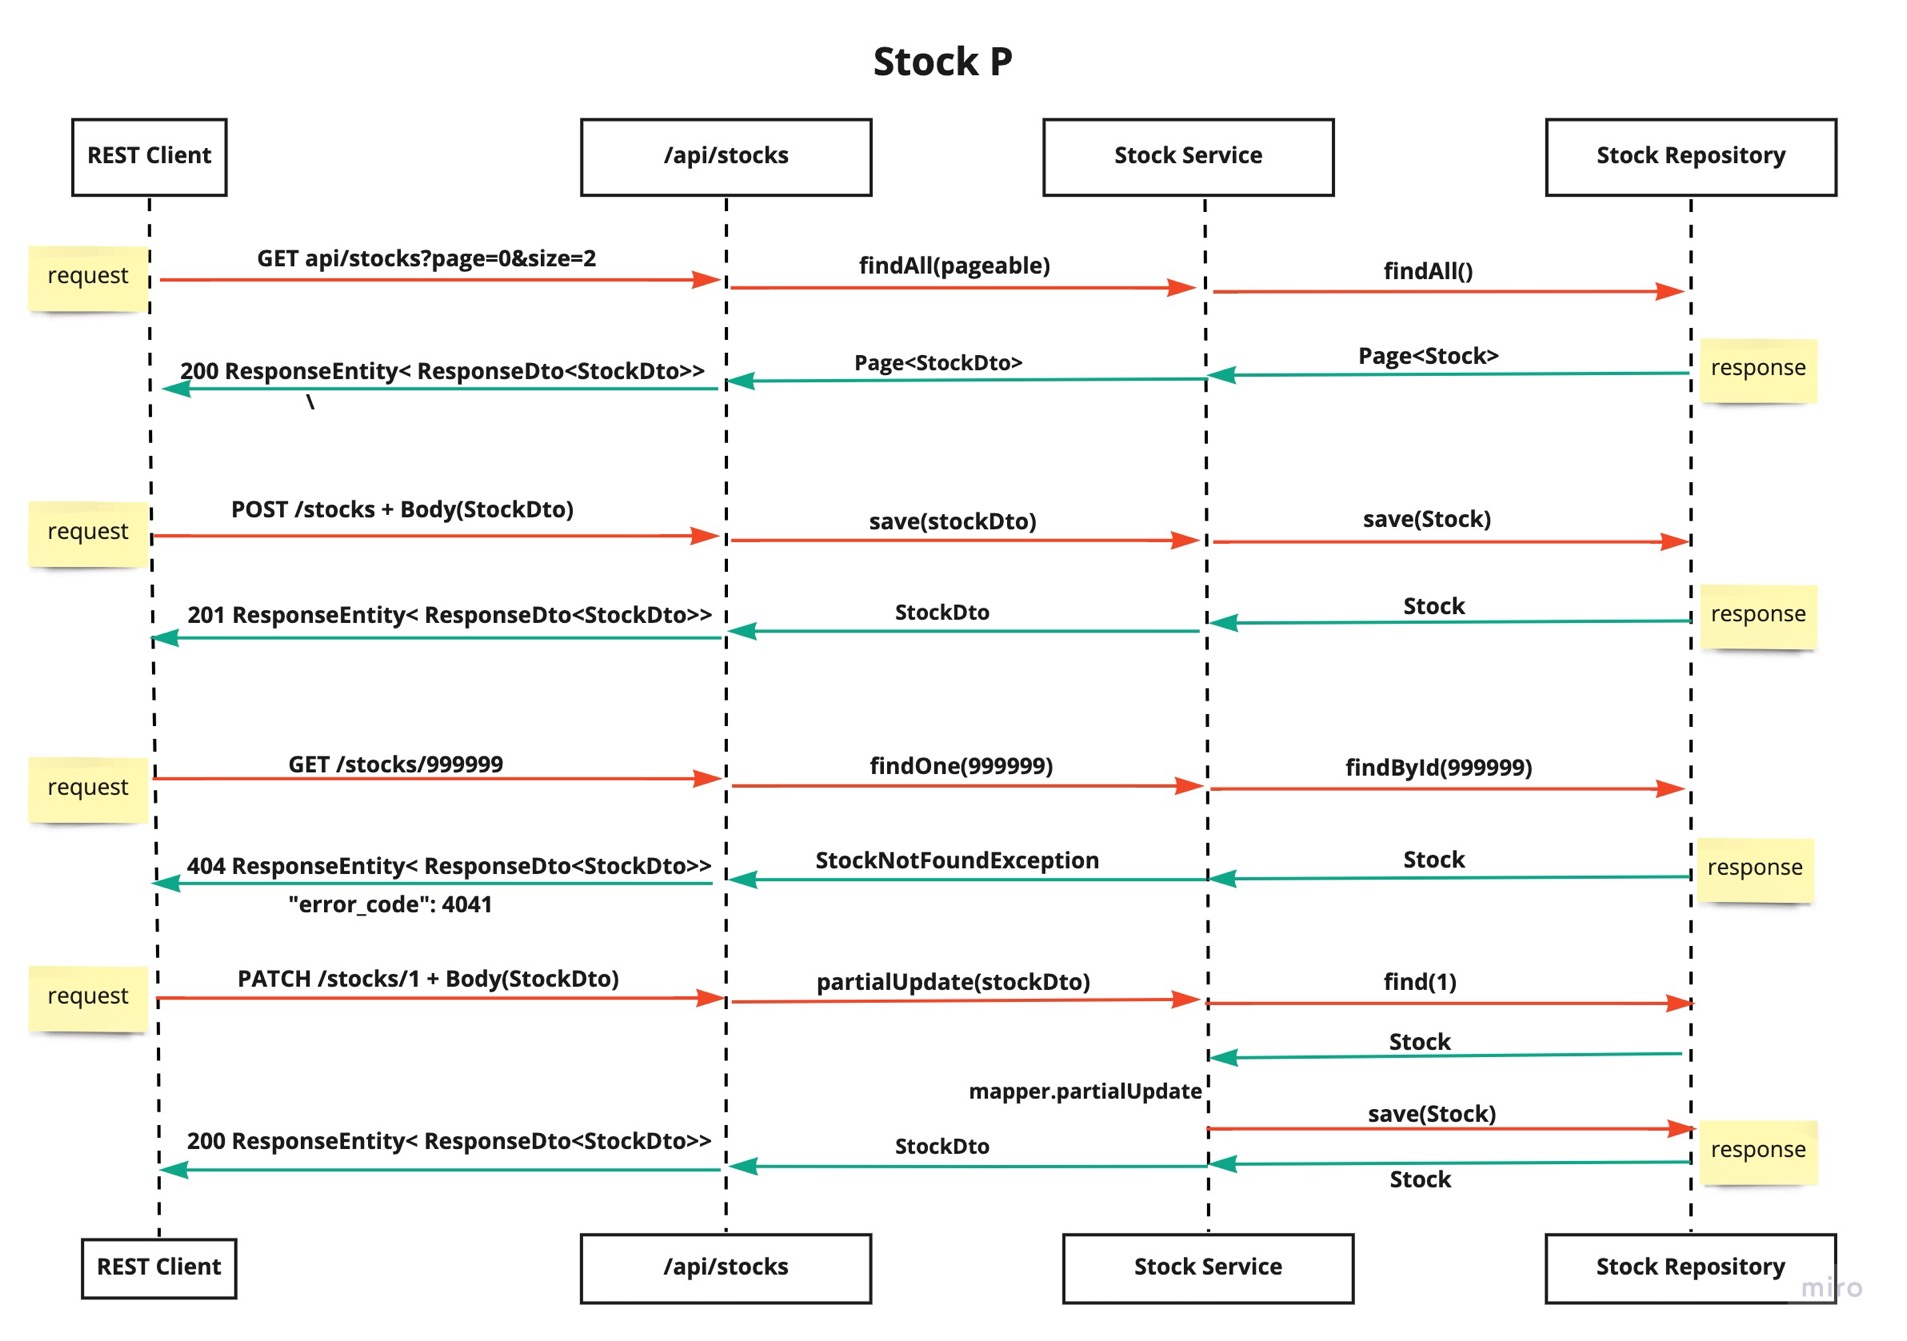 Stock P
REST Client
/api/stocks
Stock Service
Stock Repository
request
GET api/stocks?page=0&size=2
findAll(pageable)
findAll()
200 ResponseEntity< ResponseDto<StockDto>>
\
Page<StockDto>
Page<Stock>
response
request
POST /stocks + Body(StockDto)
save(stockDto)
save(Stock)
201 ResponseEntity< ResponseDto<StockDto>>
StockDto
Stock
response
request
GET /stocks/999999
findOne(999999)
findById(999999)
404 ResponseEntity< ResponseDto<StockDto>>
"error_code": 4041
StockNotFoundException
Stock
response
request
PATCH /stocks/1 + Body(StockDto)
partialUpdate(stockDto)
find(1)
Stock
mapper.partialUpdate
save(Stock)
200 ResponseEntity< ResponseDto<StockDto>>
StockDto
Stock
response
REST Client
/api/stocks
Stock Service
Stock Repository
miro